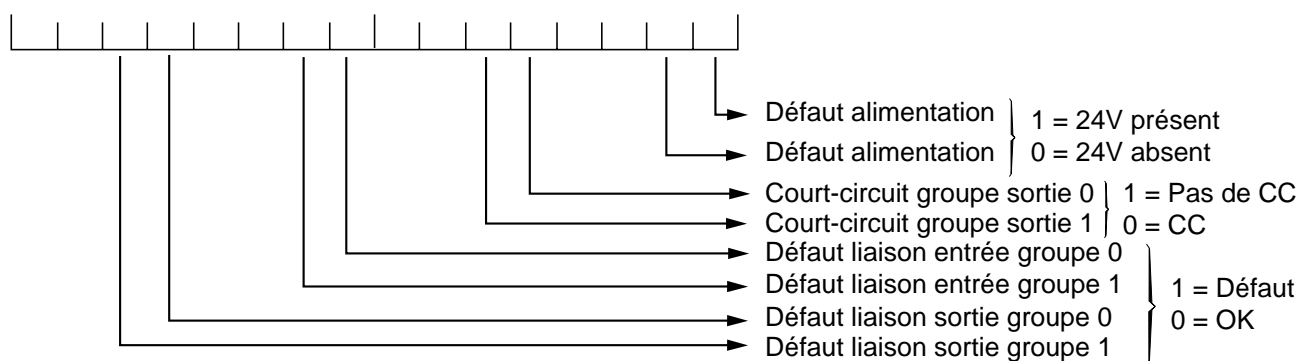 Défaut alimentation
1 = 24V présent
Défaut alimentation
0 = 24V absent
Court-circuit groupe sortie 0
1 = Pas de CC
Court-circuit groupe sortie 1
0 = CC
Défaut liaison entrée groupe 0
Défaut liaison entrée groupe 1
1 = Défaut
Défaut liaison sortie groupe 0
0 = OK
Défaut liaison sortie groupe 1